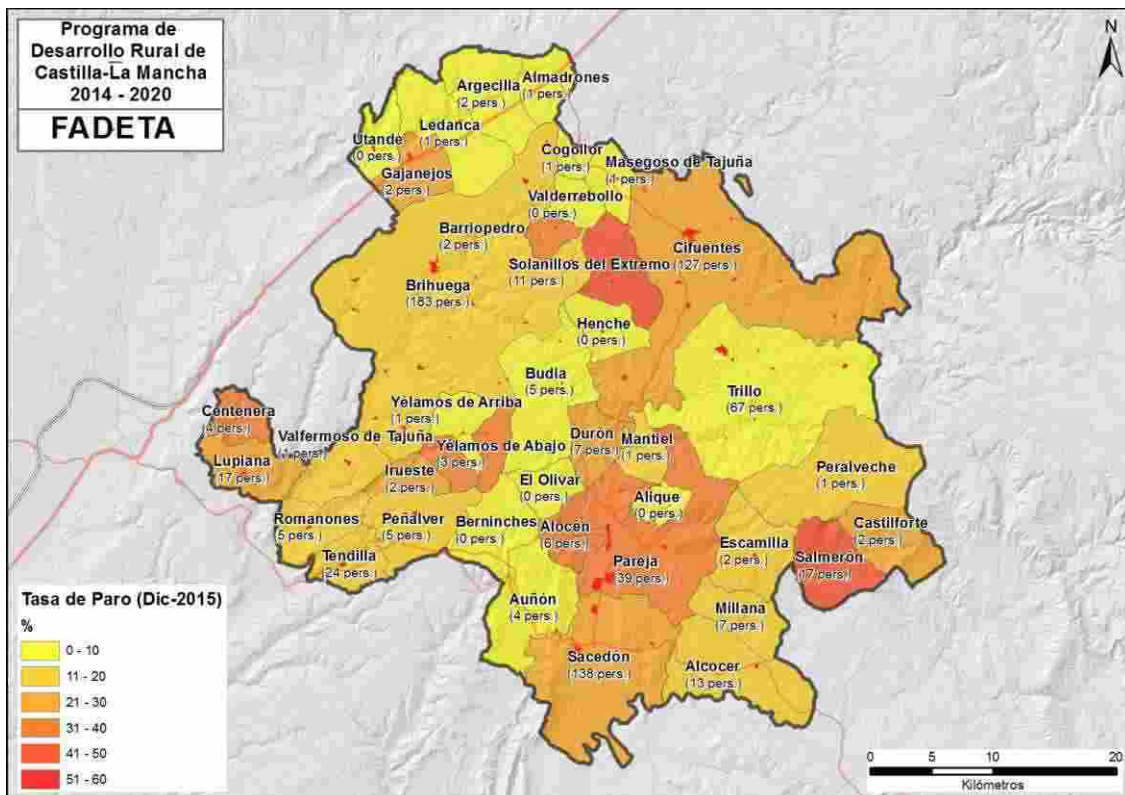 Programa de
Desarrollo Rural de
Castilla-La Mancha
2014 - 2020
FADETA
N
Argecilla
(2 pers.)
Almadrones
(1 pers.)
Ledanca
(1 pers.)
Utande
(0 pers.)
Gajanejos
(2 pers.)
Cogollor
(1 pers.)
Masegoso de Tajuña
(1 pers.)
Valderrebollo
(0 pers.)
Barriopedro
(2 pers.)
Cifuentes
(127 pers.)
Solanillos del Extremo
(11 pers.)
Brihuega
(183 pers.)
Henche
(0 pers.)
Budia
(5 pers.)
Trillo
(67 pers.)
Yélamos de Arriba
(1 pers.)
Centenera
(4 pers.)
Valfermoso de Tajuña
(1 pers.)
Yélamos de Abajo
(3 pers.)
Durón
(7 pers.)
Mantiel
(1 pers.)
Lupiana
(17 pers.)
Irueste
(2 pers.)
El Olivar
(0 pers.)
Alique
(0 pers.)
Peralveche
(1 pers.)
Romanones
(5 pers.)
Peñalver
(5 pers.)
Berninches
(0 pers.)
Alocén
(6 pers.)
Castilforte
(2 pers.)
Escamilla
(2 pers.)
Salmerón
(17 pers.)
Tendilla
(24 pers.)
Pareja
(39 pers.)
Auñón
(4 pers.)
Millana
(7 pers.)
Sacedón
(138 pers.)
Alcocer
(13 pers.)
Tasa de Paro (Dic-2015)
%
0 - 10
11 - 20
21 - 30
31 - 40
41 - 50
51 - 60
0 5 10 20
Kilómetros